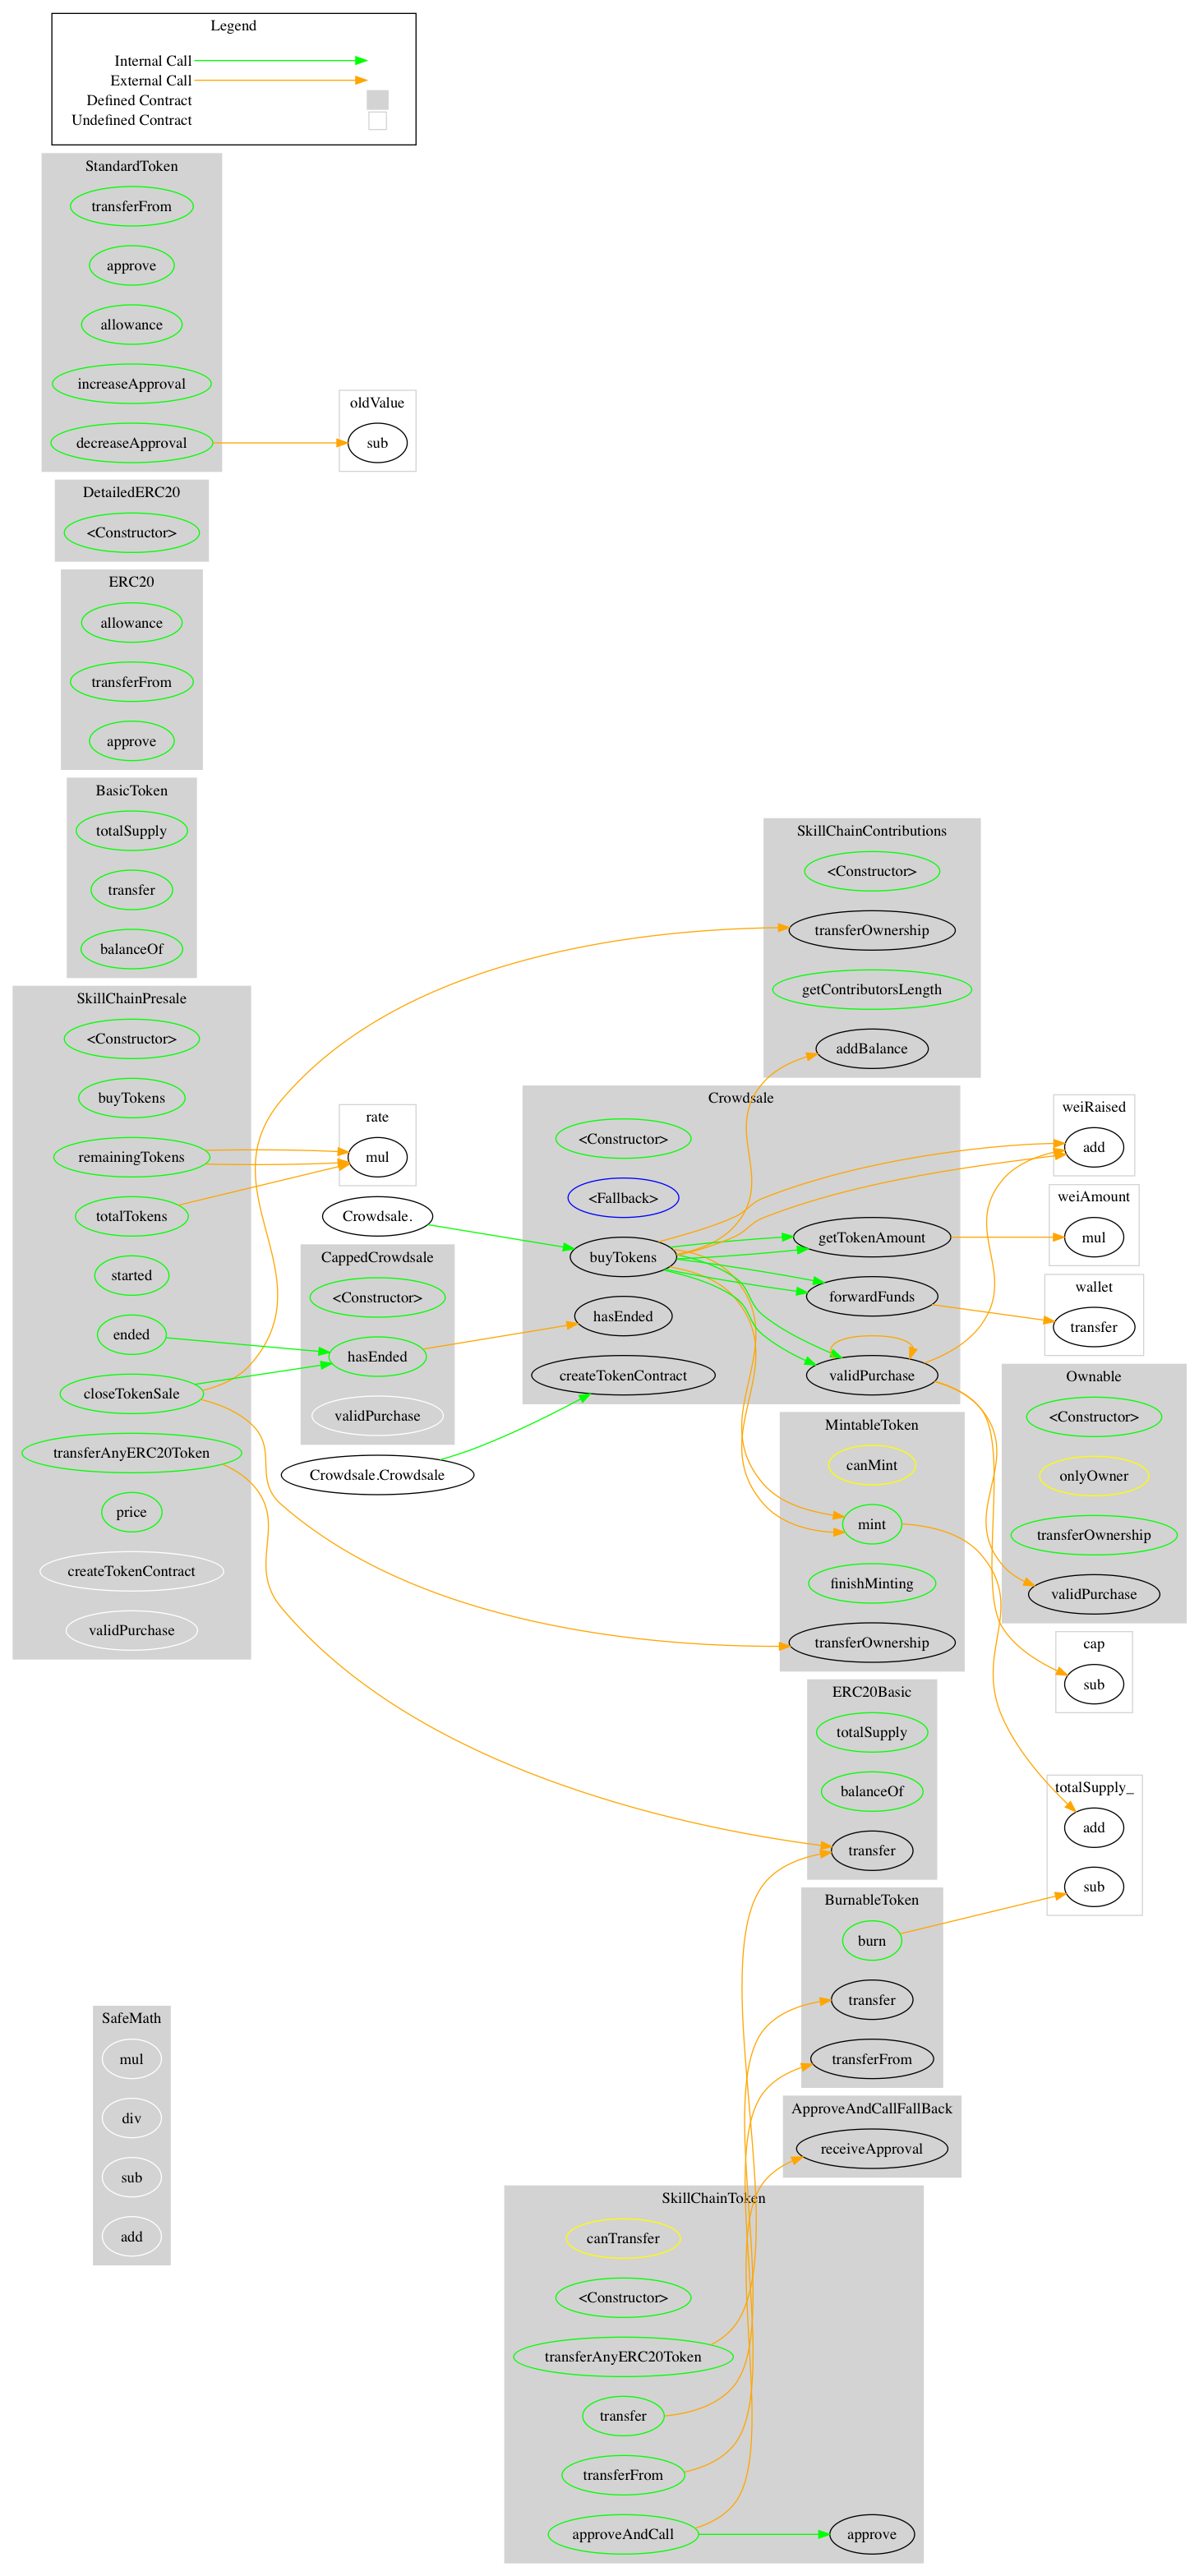 Legend
Internal Call
External Call
Defined Contract
Undefined Contract
StandardToken
transferFrom
approve
allowance
increaseApproval
decreaseApproval
oldValue
sub
DetailedERC20
<Constructor>
ERC20
allowance
transferFrom
approve
BasicToken
totalSupply
transfer
balanceOf
SkillChainPresale
<Constructor>
buyTokens
remainingTokens
totalTokens
started
ended
closeTokenSale
transferAnyERC20Token
price
createTokenContract
validPurchase
rate
mul
Crowdsale.
CappedCrowdsale
<Constructor>
hasEnded
validPurchase
Crowdsale.Crowdsale
Crowdsale
<Constructor>
<Fallback>
buyTokens
hasEnded
createTokenContract
getTokenAmount
forwardFunds
validPurchase
SkillChainContributions
<Constructor>
transferOwnership
getContributorsLength
addBalance
weiRaised
add
weiAmount
mul
wallet
transfer
Ownable
<Constructor>
onlyOwner
transferOwnership
validPurchase
MintableToken
canMint
mint
finishMinting
transferOwnership
cap
sub
ERC20Basic
totalSupply
balanceOf
transfer
totalSupply_
add
sub
BurnableToken
burn
transfer
transferFrom
ApproveAndCallFallBack
receiveApproval
SafeMath
mul
div
sub
add
SkillChainToken
canTransfer
<Constructor>
transferAnyERC20Token
transfer
transferFrom
approveAndCall
approve